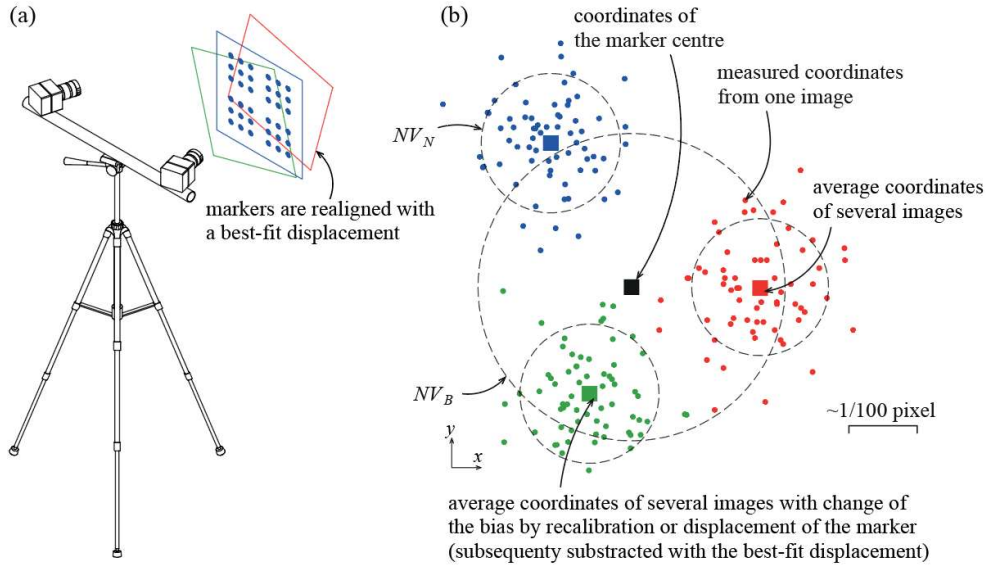 (a)
markers are realigned with
a best-fit displacement
(b)
coordinates of
the marker centre
measured coordinates
from one image
NV_N
average coordinates
of several images
NV_B
~1/100 pixel
y
x
average coordinates of several images with change of
the bias by recalibration or displacement of the marker
(subsequenty substracted with the best-fit displacement)